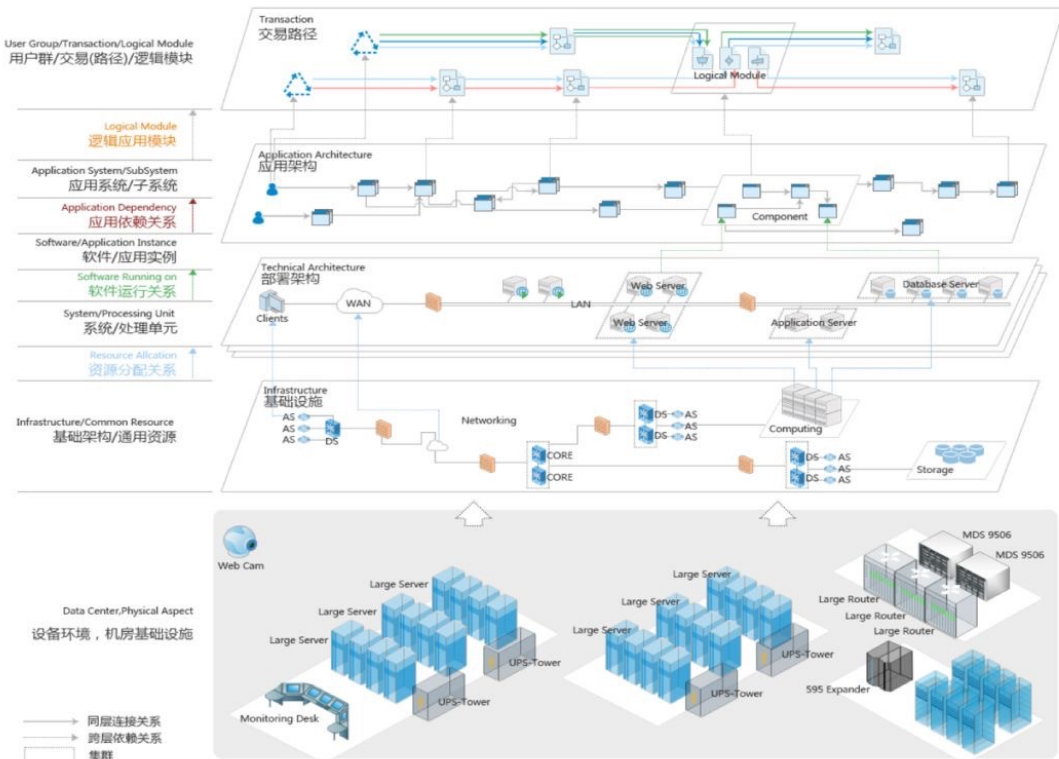 Transaction
交易路径
User Group/Transaction/Logical Module
用户群/交易(路径)/逻辑模块
Logical Module
Logical Module
逻辑应用模块
Application Architecture
应用架构
Application System/SubSystem
应用系统/子系统
Application Dependency
应用依赖关系
Component
Software/Application Instance
软件/应用实例
Technical Architecture
部署架构
Software Running on
软件运行关系
Clients
WAN
LAN
Web Server
Database Server
Web Server
Application Server
System/Processing Unit
系统/处理单元
Resource Allcation
资源分配关系
Infrastructure
基础设施
Infrastructure/Common Resource
基础架构/通用资源
AS
AS
AS
DS
Networking
CORE
CORE
DS
AS
AS
DS
AS
Computing
DS
AS
AS
DS
AS
Storage
Web Cam
Data Center,Physical Aspect
设备环境，机房基础设施
Large Server
Large Server
Large Server
UPS-Tower
UPS-Tower
Monitoring Desk
Large Server
Large Server
Large Server
UPS-Tower
UPS-Tower
MDS 9506
MDS 9506
Large Router
Large Router
Large Router
595 Expander
同层连接关系
跨层依赖关系
集群